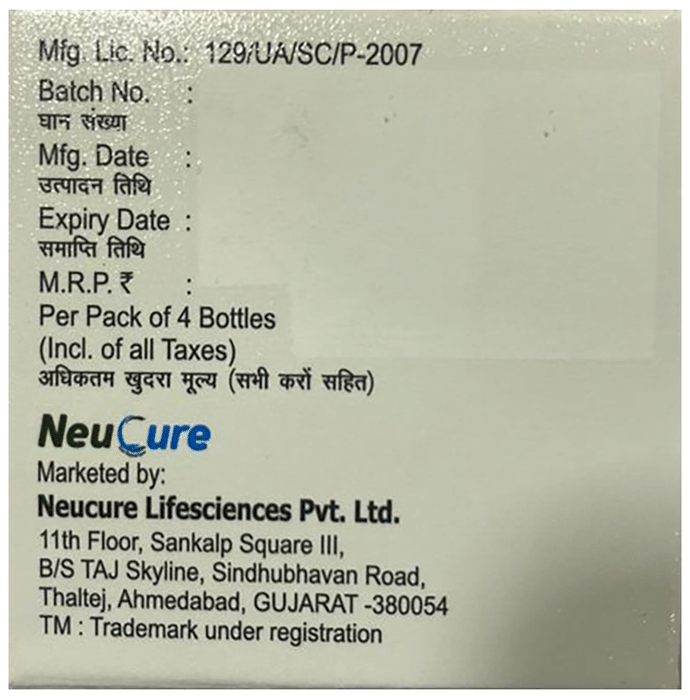 Mfg. Lic. No.: 129/UA/SC/P-2007
Batch No. :
घान संख्या
Mfg. Date :
उत्पादन तिथि
Expiry Date :
समाप्ति तिथि
M.R.P. ₹ :
Per Pack of 4 Bottles
(Incl. of all Taxes)
अधिकतम खुदरा मूल्य (सभी करों सहित)
NeuCure
Marketed by:
Neucure Lifesciences Pvt. Ltd.
11th Floor, Sankalp Square III,
B/S TAJ Skyline, Sindhubhavan Road,
Thaltej, Ahmedabad, GUJARAT -380054
TM : Trademark under registration